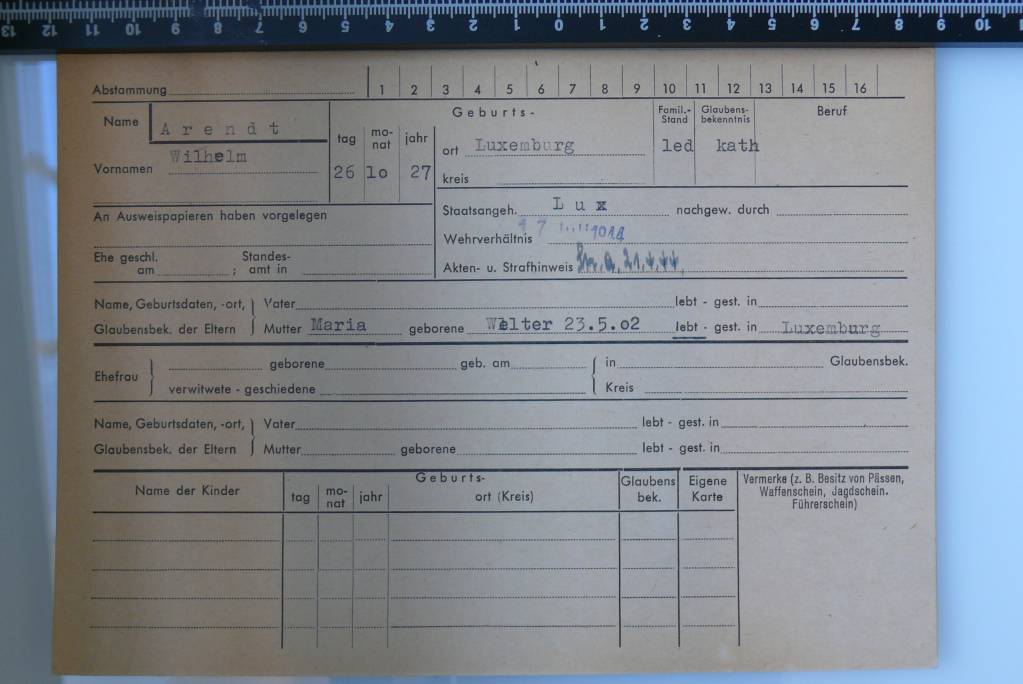 13 12 11 10 9 8 7 6 5 4 3 2 1 0 1 2 3 4 5 6 7 8 9 10
Abstammung 1 2 3 4 5 6 7 8 9 10 11 12 13 14 15 16
Name Arendt
Vornamen Wilhelm
Geburts-
tag mo-nat jahr
26 lo 27
ort Luxemburg
kreis
Famil.-Stand
led
Glaubens-bekenntnis
kath
Beruf
An Ausweispapieren haben vorgelegen
Staatsangeh. Lux nachgew. durch
Wehrverhältnis
Ehe geschl. am ; Standes-amt in
Akten- u. Strafhinweis
Name, Geburtsdaten, -ort, Vater lebt - gest. in
Glaubensbek. der Eltern Mutter Maria geborene Welter 23.5.o2 lebt - gest. in Luxemburg
Ehefrau geborene geb. am in Glaubensbek.
verwitwete - geschiedene Kreis
Name, Geburtsdaten, -ort, Vater lebt - gest. in
Glaubensbek. der Eltern Mutter geborene lebt - gest. in
Name der Kinder
Geburts-
tag mo-nat jahr ort (Kreis)
Glaubens bek.
Eigene Karte
Vermerke (z. B. Besitz von Pässen,
Waffenschein, Jagdschein.
Führerschein)